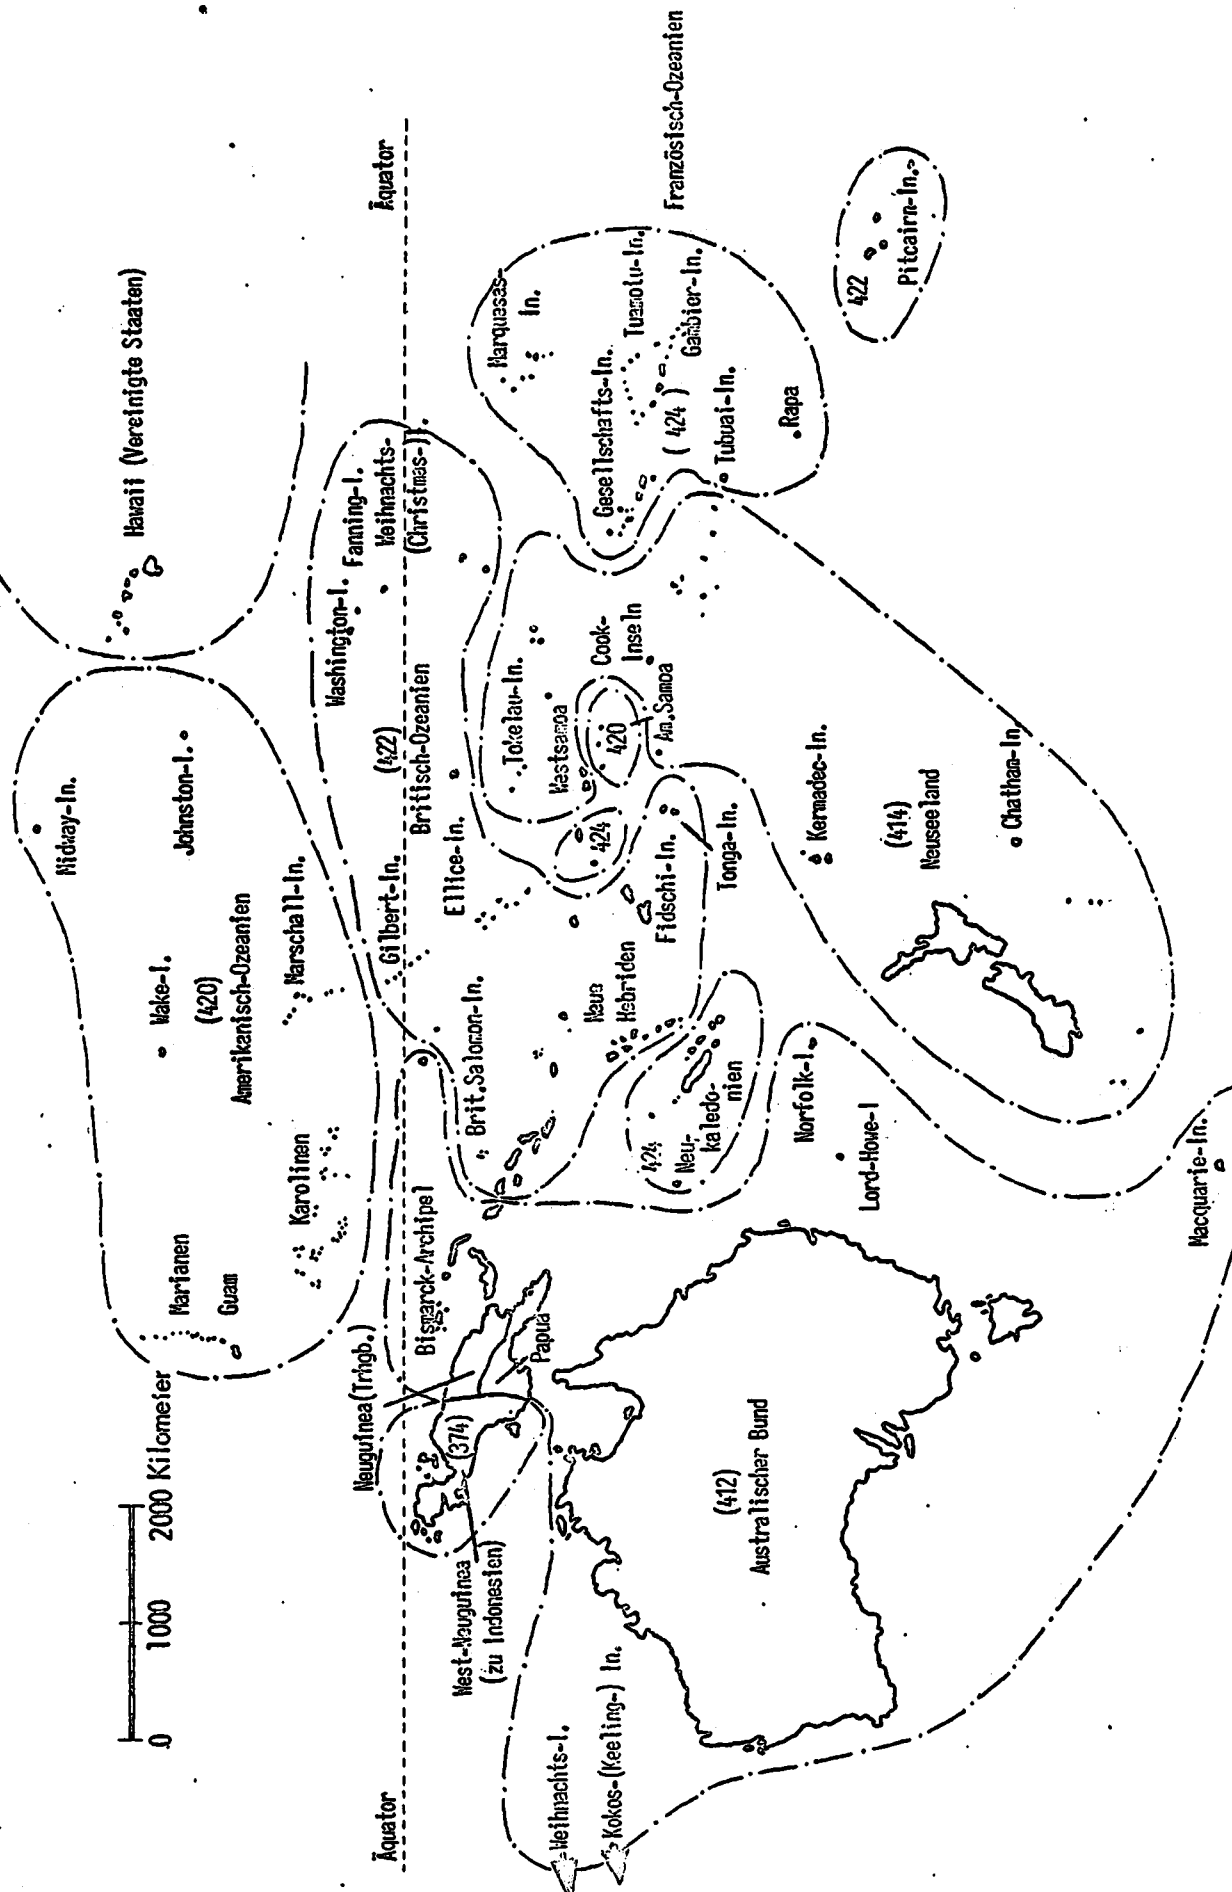 0 1000 2000 Kilometer
Hawaii (Vereinigte Staaten)
Midway-In.
Marianen
Guam
Wake-I.
Johnston-I.
(420)
Amerikanisch-Ozeanien
Karolinen
Marschall-In.
Washington-I.
Fanning-I.
Weihnachts-
(Christmas-)I.
Äquator
Äquator
Neuguinea(Trhgb.)
Bismarck-Archipel
Gilbert-In.
(422)
Britisch-Ozeanien
(374)
West-Neuguinea
(zu Indonesien)
Papua
Brit.Salomon-In.
Ellice-In.
Tokelau-In.
Marquesas-
In.
Weihnachts-I.
Kokos-(Keeling-) In.
Neue
Hebriden
424
Westsamoa
420
Am.Samoa
Cook-
Inseln
Gesellschafts-In.
Tuamotu-In.
(424)
Gambier-In.
Französisch-Ozeanien
Fidschi-In.
Tonga-In.
424
Neu-
kaledo-
nien
Tubuai-In.
Rapa
422
Pitcairn-In.
(412)
Australischer Bund
Norfolk-I.
Lord-Howe-I
Kermadec-In.
(414)
Neuseeland
Chatham-In
Macquarie-In.